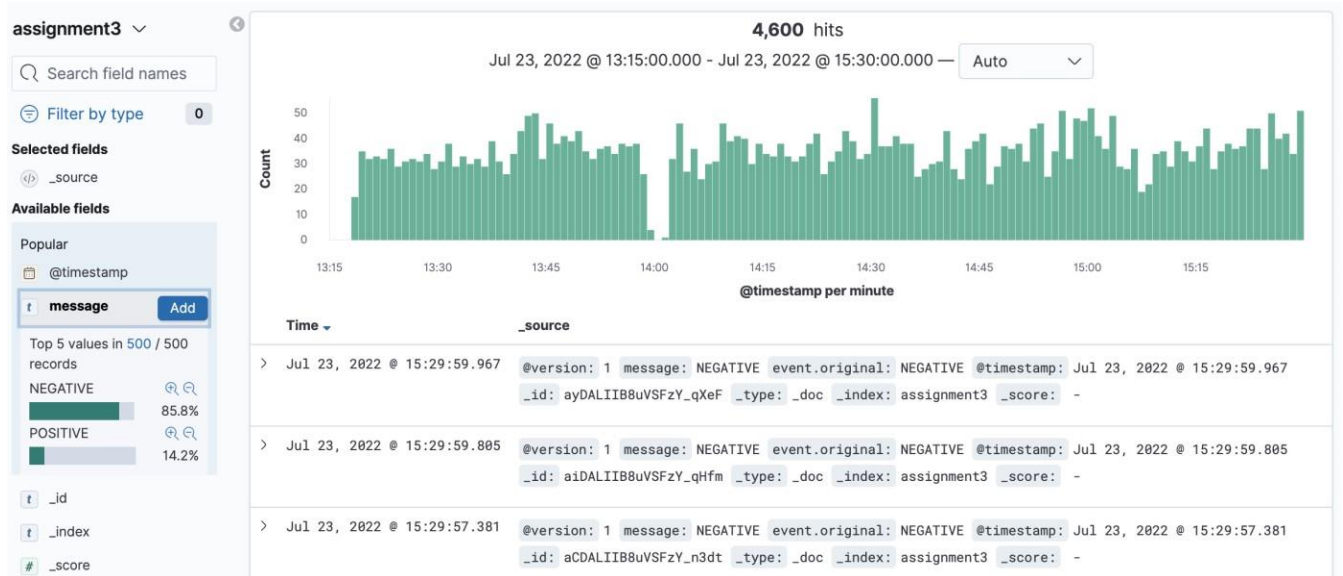 assignment3
Search field names
Filter by type 0
Selected fields
_source
Available fields
Popular
@timestamp
t message Add
Top 5 values in 500 / 500
records
NEGATIVE
85.8%
POSITIVE
14.2%
t _id
t _index
# _score
4,600 hits
Jul 23, 2022 @ 13:15:00.000 - Jul 23, 2022 @ 15:30:00.000 — Auto
Count
50
40
30
20
10
0
13:15 13:30 13:45 14:00 14:15 14:30 14:45 15:00 15:15
@timestamp per minute
Time _source
Jul 23, 2022 @ 15:29:59.967 @version: 1 message: NEGATIVE event.original: NEGATIVE @timestamp: Jul 23, 2022 @ 15:29:59.967
_id: ayDALIIB8uVSFzY_qXeF _type: _doc _index: assignment3 _score: -
Jul 23, 2022 @ 15:29:59.805 @version: 1 message: NEGATIVE event.original: NEGATIVE @timestamp: Jul 23, 2022 @ 15:29:59.805
_id: aiDALIIB8uVSFzY_qHfm _type: _doc _index: assignment3 _score: -
Jul 23, 2022 @ 15:29:57.381 @version: 1 message: NEGATIVE event.original: NEGATIVE @timestamp: Jul 23, 2022 @ 15:29:57.381
_id: aCDALIIB8uVSFzY_n3dt _type: _doc _index: assignment3 _score: -